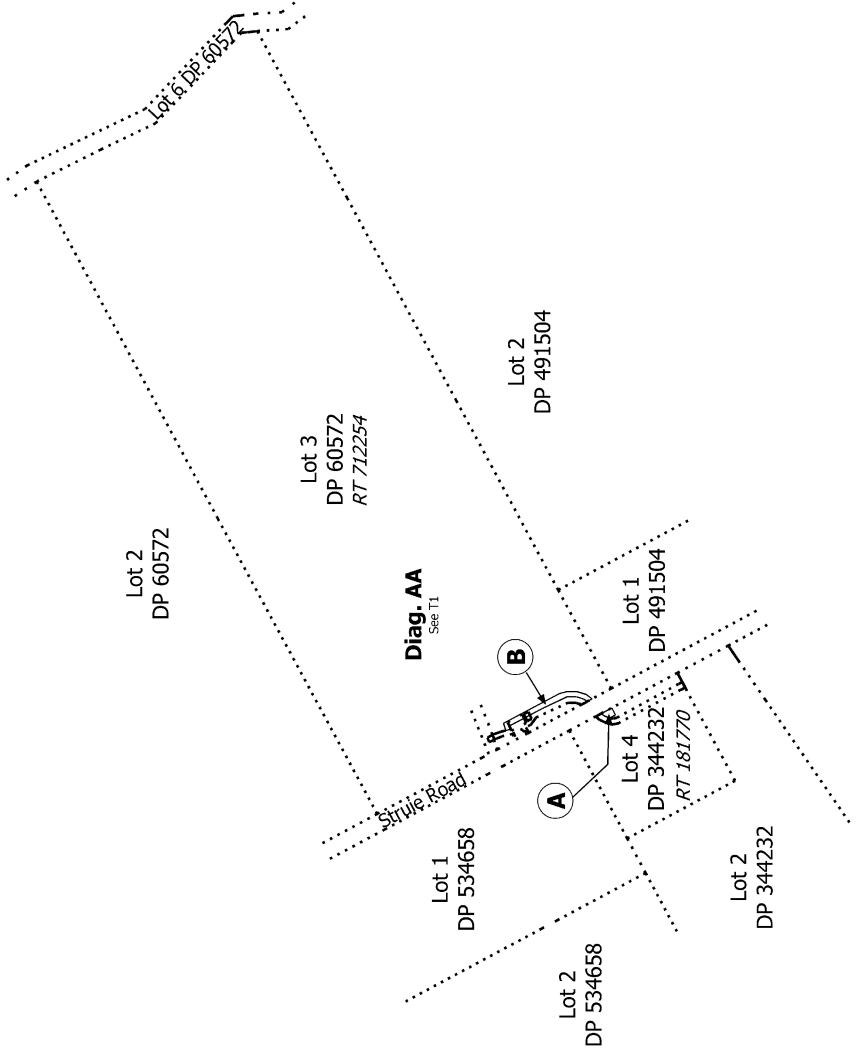 Lot 6 DP 60572
Lot 2
DP 60572
Lot 3
DP 60572
RT 712254
Lot 2
DP 491504
Diag. AA
See T1
Lot 1
DP 491504
B
Struie Road
A
Lot 4
DP 344232
RT 181770
Lot 1
DP 534658
Lot 2
DP 344232
Lot 2
DP 534658